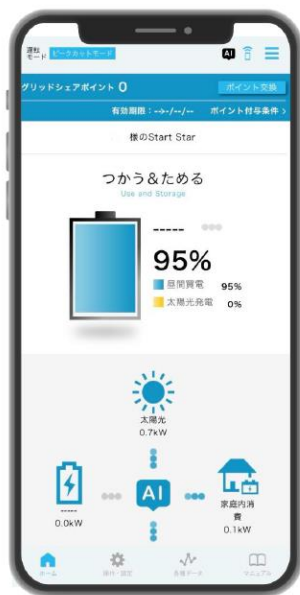 運転
モード ピークカットモード
AI
グリッドシェアポイント 0 ポイント交換
有効期限：--/--/-- ポイント付与条件 >
様のStart Star
つかう&ためる
Use and Storage
-----
95%
昼間買電 95%
太陽光発電 0%
太陽光
0.7kW
-----
0.0kW
AI
家庭内消
費
0.1kW
ホーム
操作・設定
各種データ
マニュアル